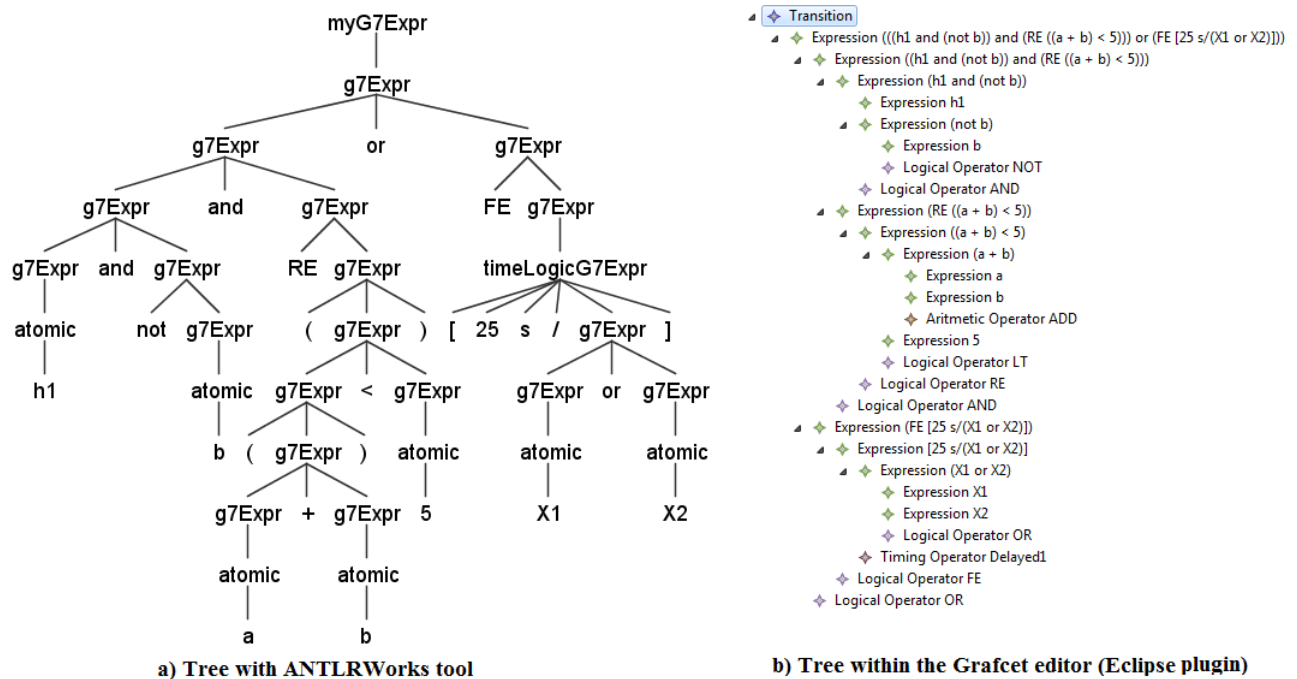 myG7Expr
g7Expr
g7Expr or g7Expr
g7Expr and g7Expr FE g7Expr
g7Expr and g7Expr RE g7Expr timeLogicG7Expr
atomic not g7Expr ( g7Expr ) [ 25 s / g7Expr ]
h1 atomic g7Expr < g7Expr g7Expr or g7Expr
b ( g7Expr ) atomic atomic atomic
g7Expr + g7Expr 5 X1 X2
atomic atomic
a b
a) Tree with ANTLRWorks tool
Transition
Expression (((h1 and (not b)) and (RE ((a + b) < 5))) or (FE [25 s/(X1 or X2)]))
Expression ((h1 and (not b)) and (RE ((a + b) < 5)))
Expression (h1 and (not b))
Expression h1
Expression (not b)
Expression b
Logical Operator NOT
Logical Operator AND
Expression (RE ((a + b) < 5))
Expression ((a + b) < 5)
Expression (a + b)
Expression a
Expression b
Aritmetic Operator ADD
Expression 5
Logical Operator LT
Logical Operator RE
Logical Operator AND
Expression (FE [25 s/(X1 or X2)])
Expression [25 s/(X1 or X2)]
Expression (X1 or X2)
Expression X1
Expression X2
Logical Operator OR
Timing Operator Delayed1
Logical Operator FE
Logical Operator OR
b) Tree within the Grafcet editor (Eclipse plugin)